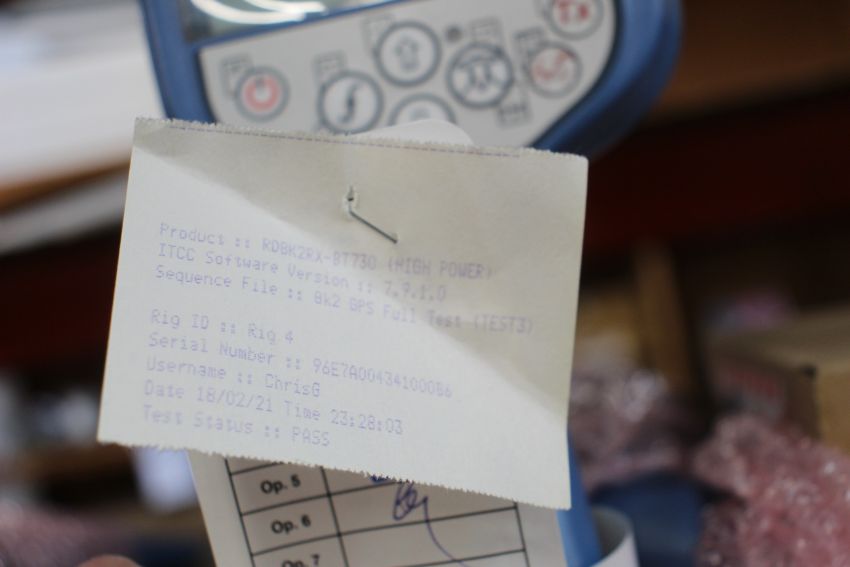 Tx
Product :: RD8K2RX-BT730 (HIGH POWER)
ITCC Software Version :: 7.9.1.0
Sequence File :: 8k2 GPS Full Test (TEST3)
Rig ID :: Rig 4
Serial Number :: 96E7A00434100086
Username :: ChrisG
Date 18/02/21 Time 23:28:03
Test Status :: PASS
Op. 5
Op. 6
Op. 7